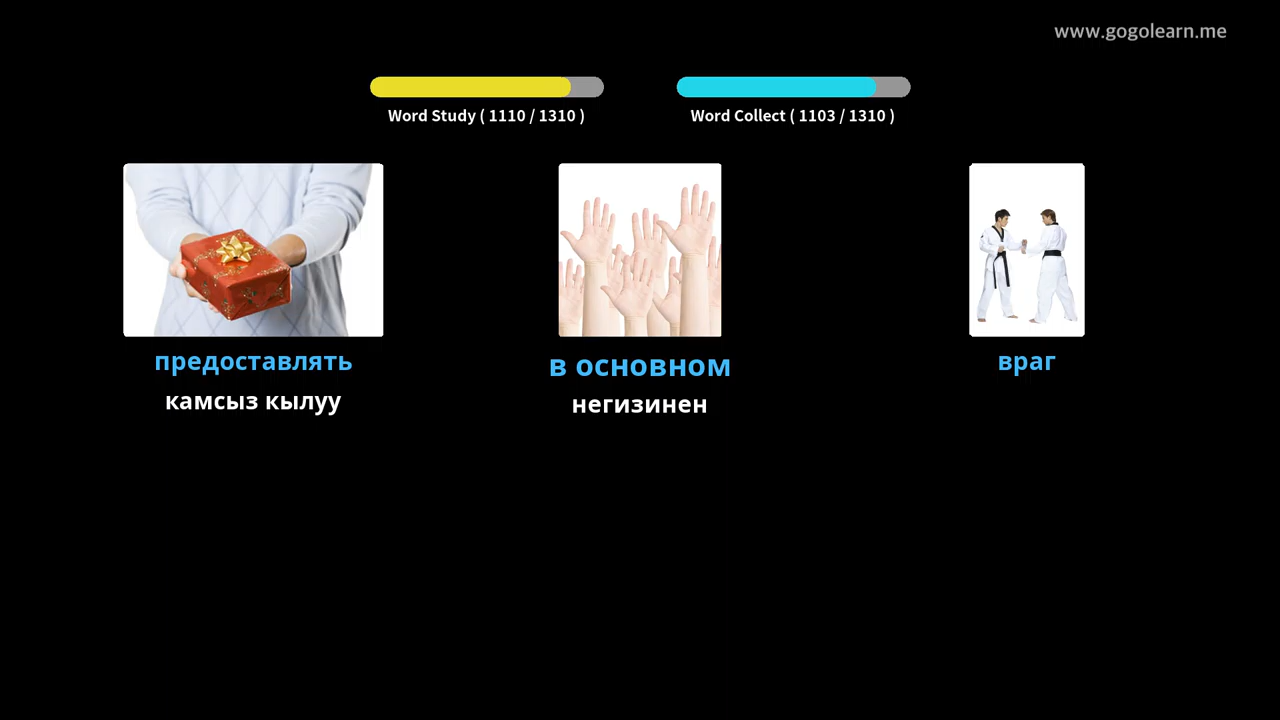 www.gogolearn.me
Word Study ( 1110 / 1310 )
Word Collect ( 1103 / 1310 )
предоставлять
камсыз кылуу
в основном
негизинен
враг